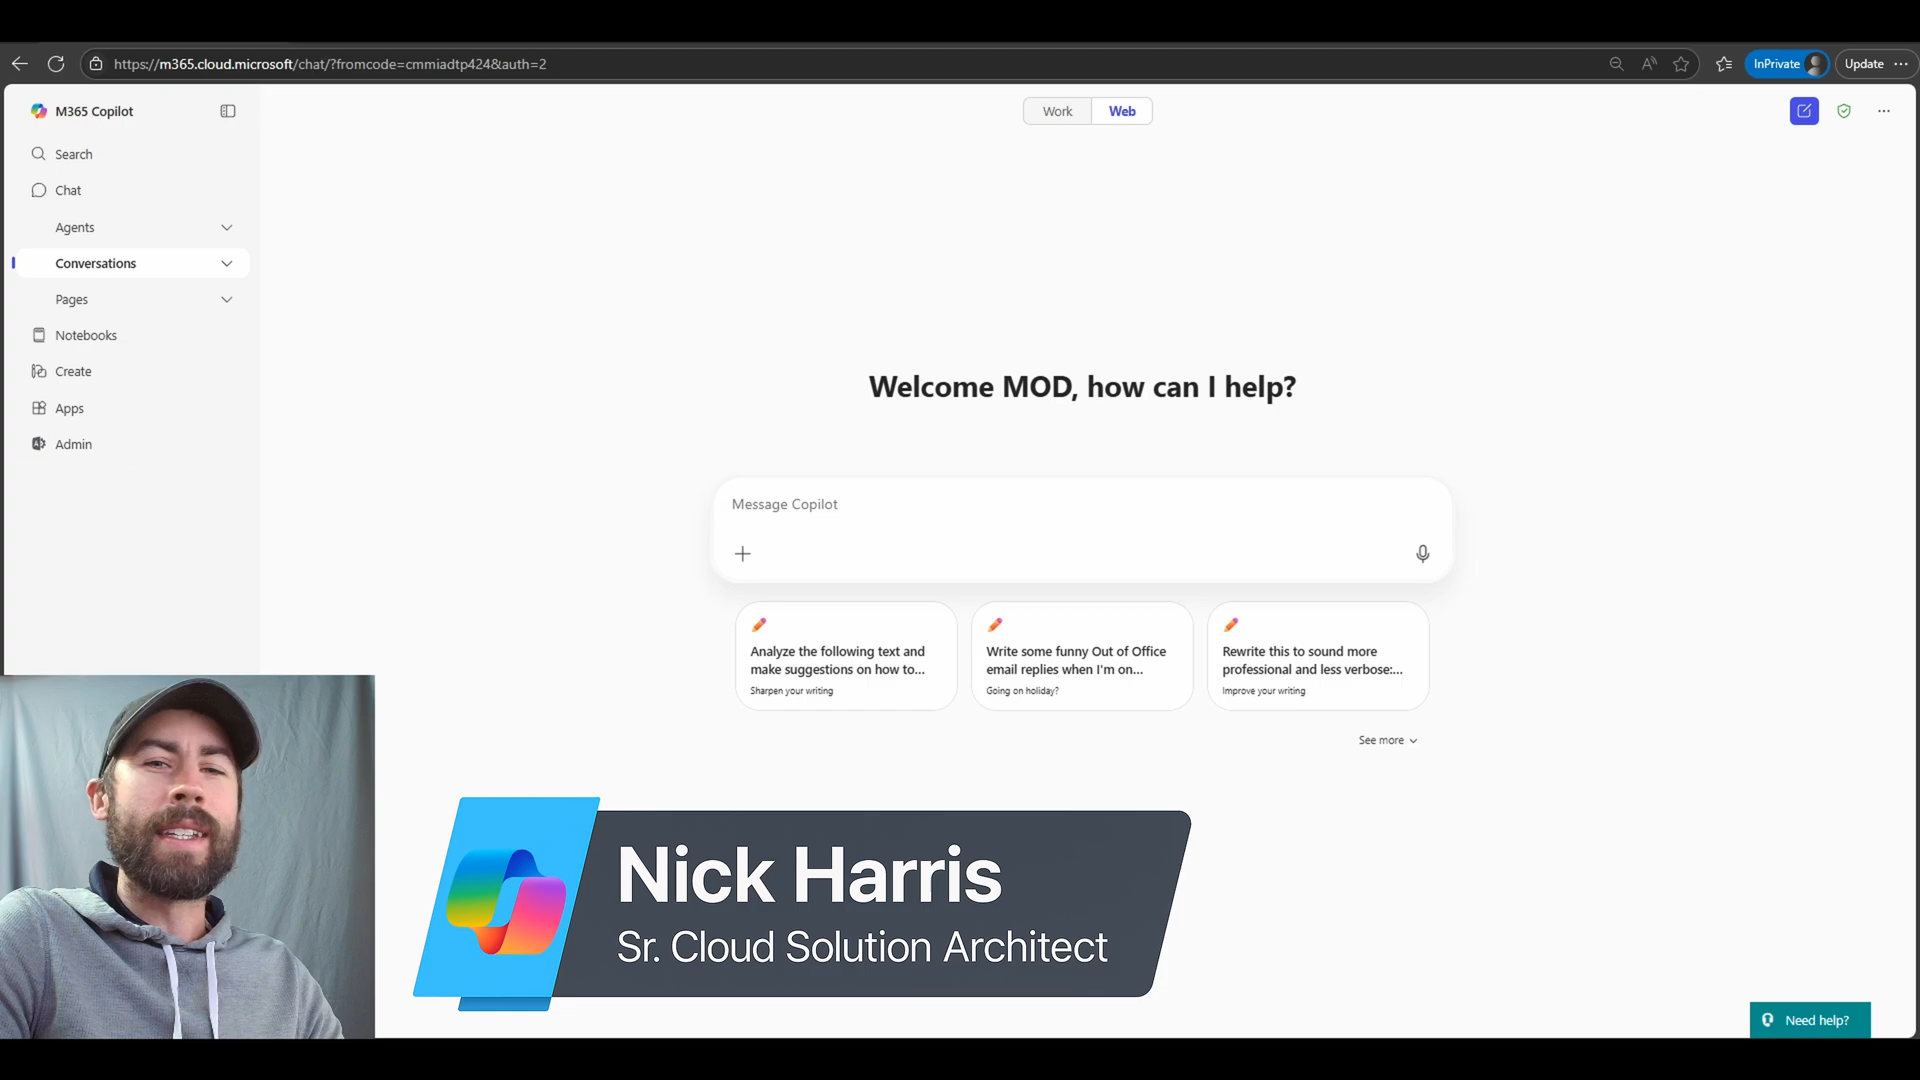 https://m365.cloud.microsoft/chat/?fromcode=cmmiadtp424&auth=2
InPrivate
Update
M365 Copilot
Work
Web
Search
Chat
Agents
Conversations
Pages
Notebooks
Create
Apps
Admin
Welcome MOD, how can I help?
Message Copilot
Analyze the following text and
make suggestions on how to...
Sharpen your writing
Write some funny Out of Office
email replies when I'm on...
Going on holiday?
Rewrite this to sound more
professional and less verbose:...
Improve your writing
See more
Nick Harris
Sr. Cloud Solution Architect
Need help?